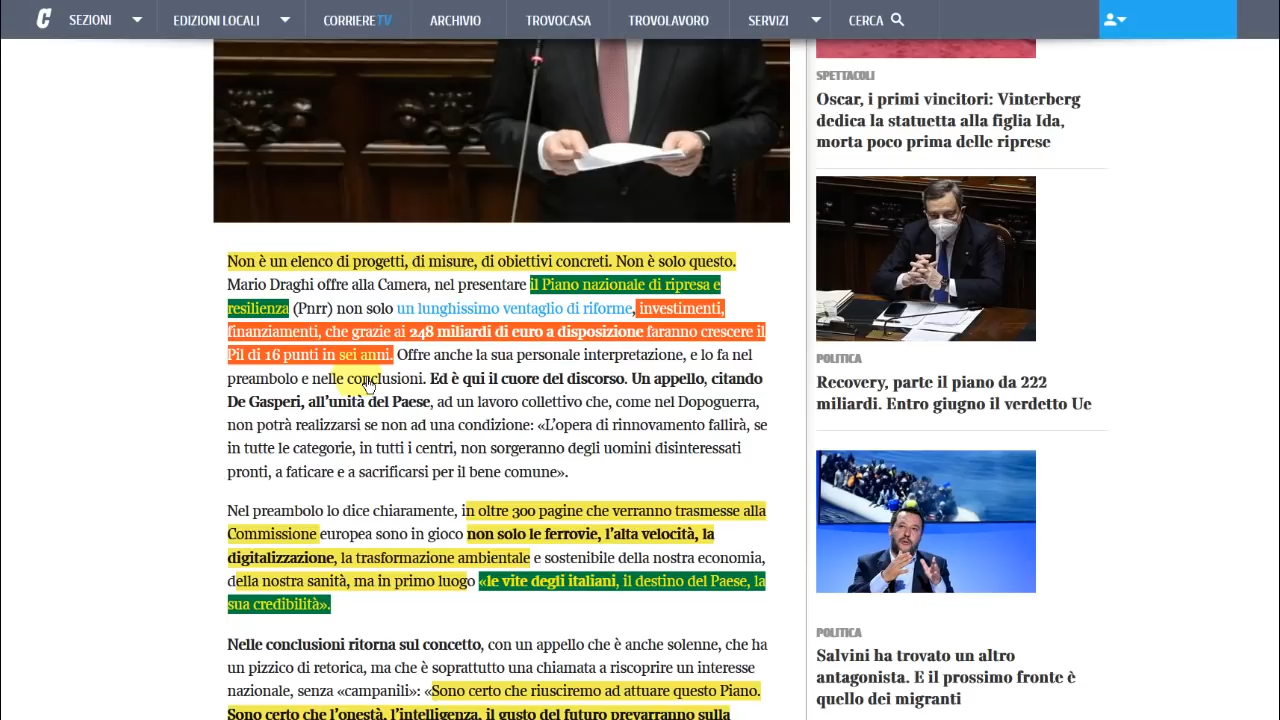 SEZIONI
EDIZIONI LOCALI
CORRIERETV
ARCHIVIO
TROVOCASA
TROVOLAVORO
SERVIZI
CERCA
Non è un elenco di progetti, di misure, di obiettivi concreti. Non è solo questo.
Mario Draghi offre alla Camera, nel presentare il Piano nazionale di ripresa e
resilienza (Pnrr) non solo un lunghissimo ventaglio di riforme, investimenti,
finanziamenti, che grazie ai 248 miliardi di euro a disposizione faranno crescere il
Pil di 16 punti in sei anni. Offre anche la sua personale interpretazione, e lo fa nel
preambolo e nelle conclusioni. Ed è qui il cuore del discorso. Un appello, citando
De Gasperi, all'unità del Paese, ad un lavoro collettivo che, come nel Dopoguerra,
non potrà realizzarsi se non ad una condizione: «L'opera di rinnovamento fallirà, se
in tutte le categorie, in tutti i centri, non sorgeranno degli uomini disinteressati
pronti, a faticare e a sacrificarsi per il bene comune».
Nel preambolo lo dice chiaramente, in oltre 300 pagine che verranno trasmesse alla
Commissione europea sono in gioco non solo le ferrovie, l'alta velocità, la
digitalizzazione, la trasformazione ambientale e sostenibile della nostra economia,
della nostra sanità, ma in primo luogo «le vite degli italiani, il destino del Paese, la
sua credibilità».
Nelle conclusioni ritorna sul concetto, con un appello che è anche solenne, che ha
un pizzico di retorica, ma che è soprattutto una chiamata a riscoprire un interesse
nazionale, senza «campanili»: «Sono certo che riusciremo ad attuare questo Piano.
Sono certo che l'onestà, l'intelligenza, il gusto del futuro prevarranno sulla
SPETTACOLI
Oscar, i primi vincitori: Vinterberg
dedica la statuetta alla figlia Ida,
morta poco prima delle riprese
POLITICA
Recovery, parte il piano da 222
miliardi. Entro giugno il verdetto Ue
POLITICA
Salvini ha trovato un altro
antagonista. E il prossimo fronte è
quello dei migranti